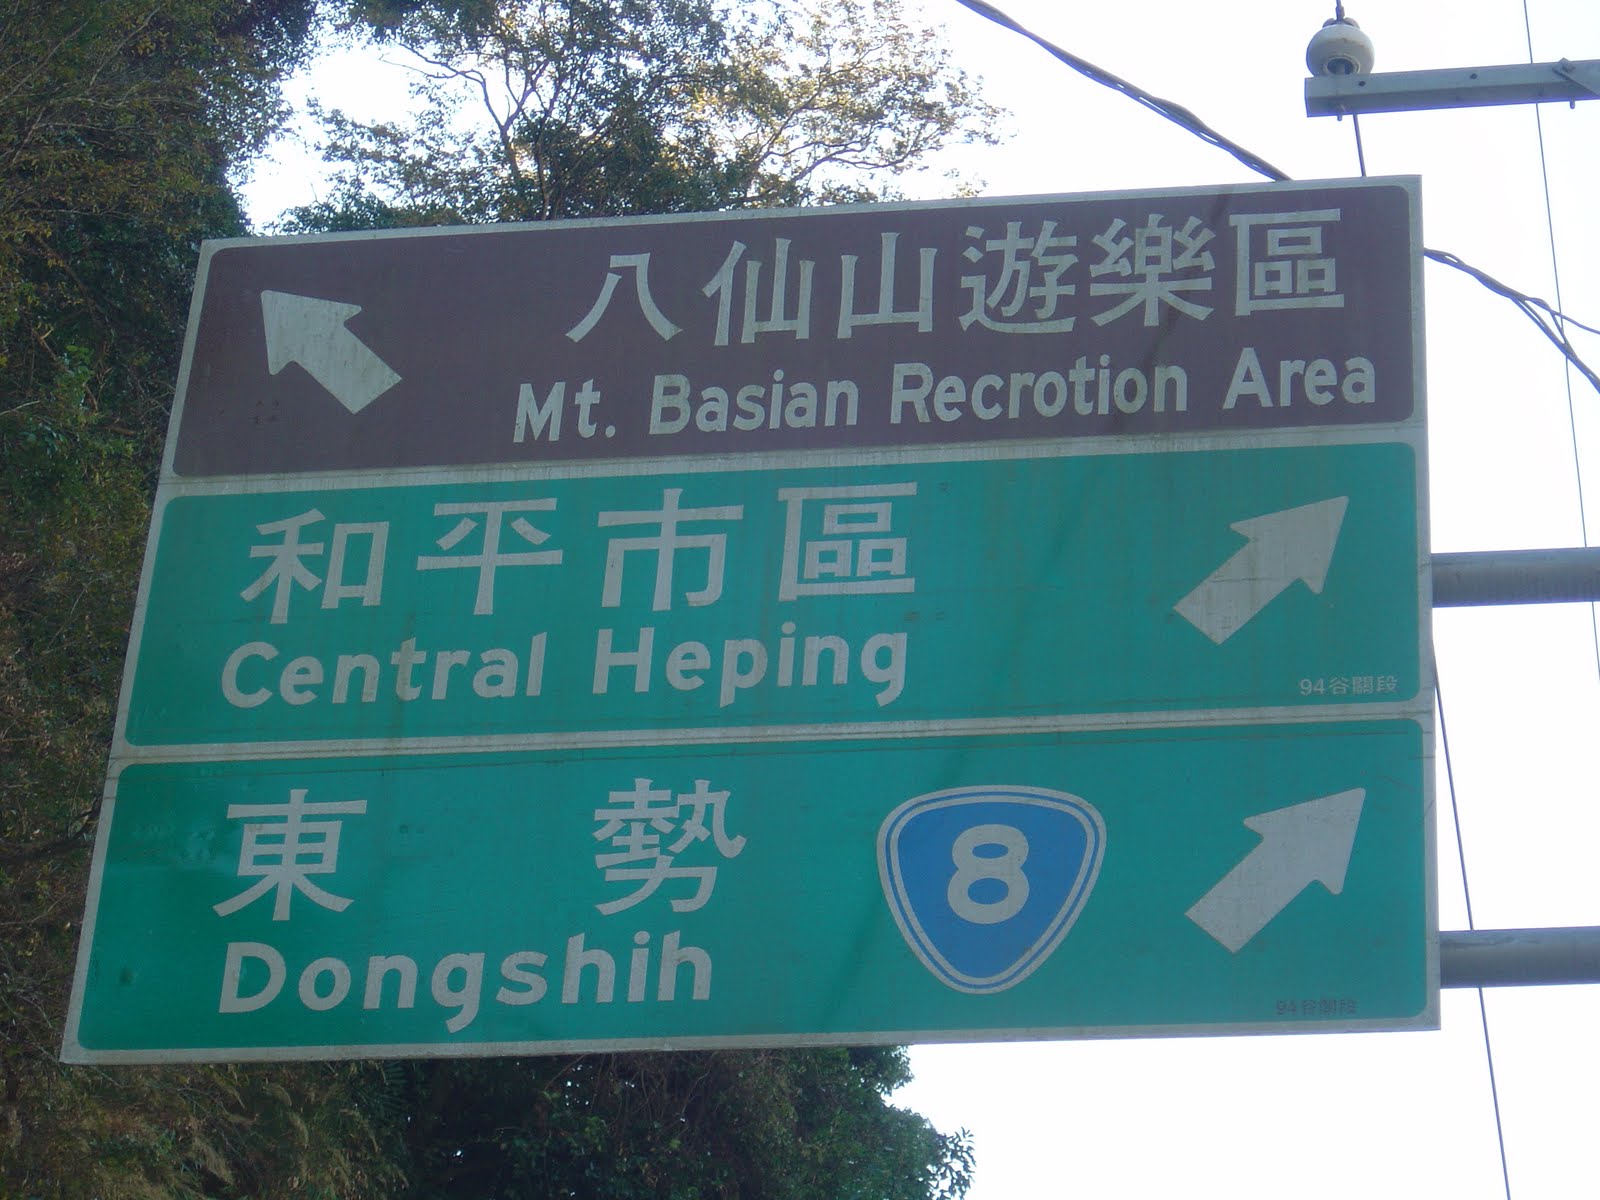 八仙山遊樂區
Mt. Basian Recrotion Area
和平市區
Central Heping
94谷關段
東勢
8
Dongshih
94谷關段